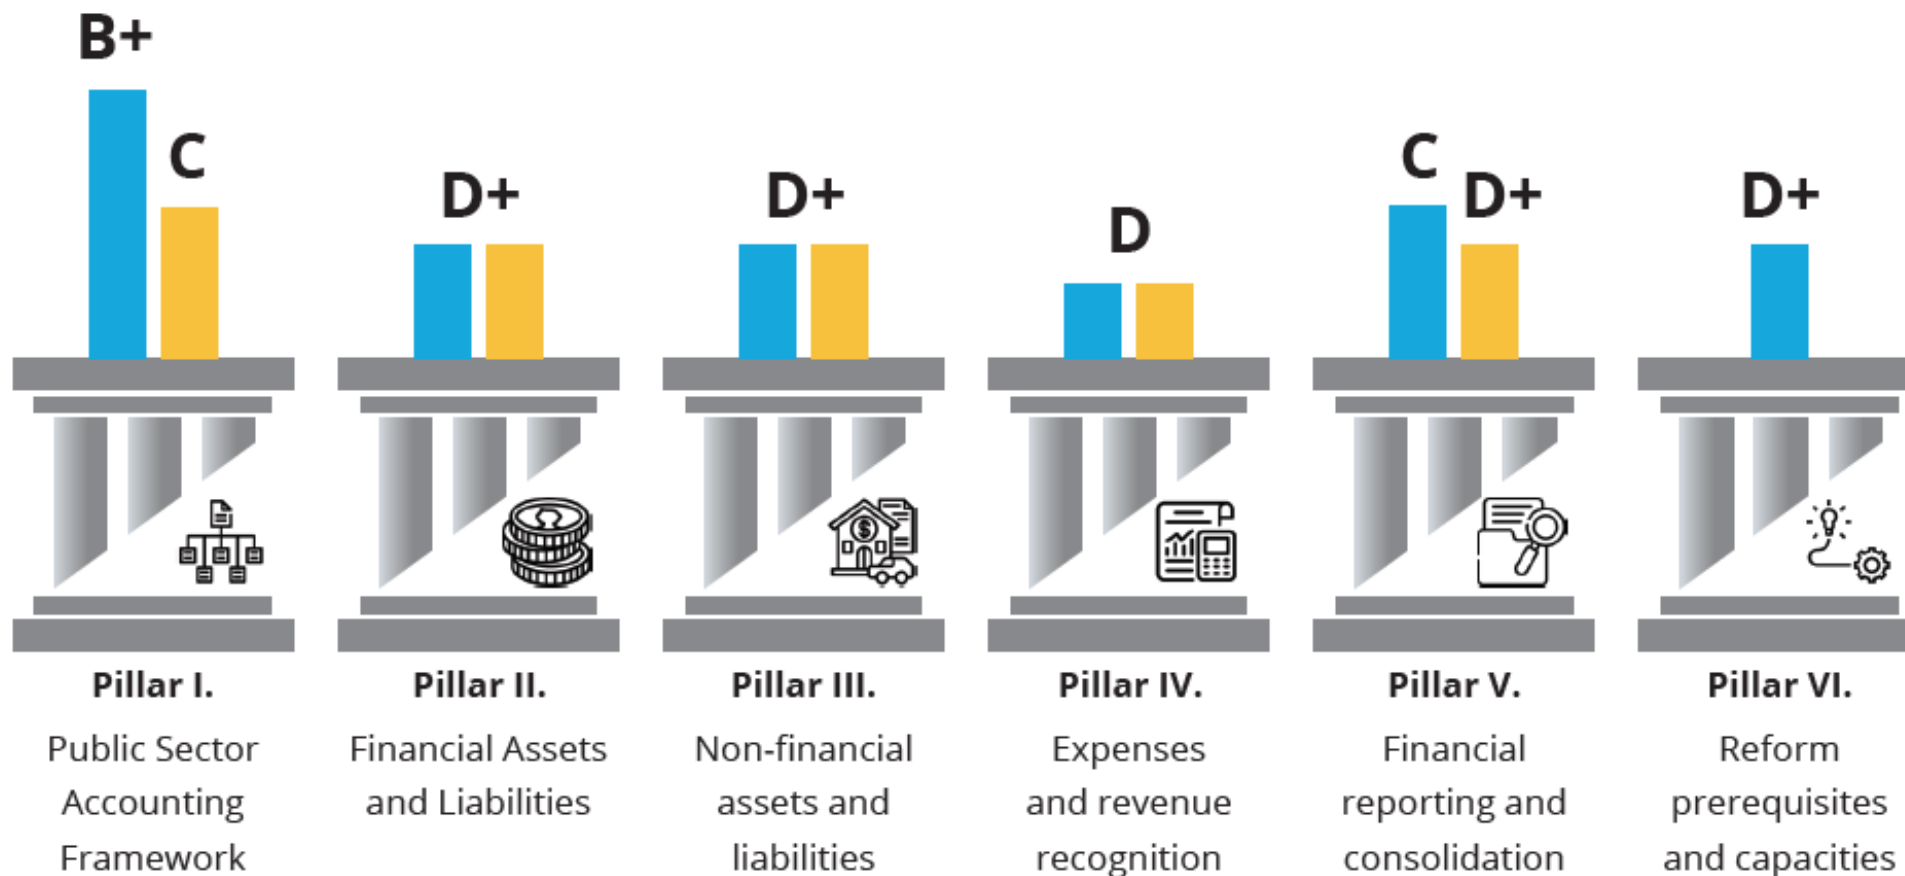 B+
C
D+
D+
D
C
D+
D+
Pillar I.
Public Sector
Accounting
Framework
Pillar II.
Financial Assets
and Liabilities
Pillar III.
Non-financial
assets and
liabilities
Pillar IV.
Expenses
and revenue
recognition
Pillar V.
Financial
reporting and
consolidation
Pillar VI.
Reform
prerequisites
and capacities